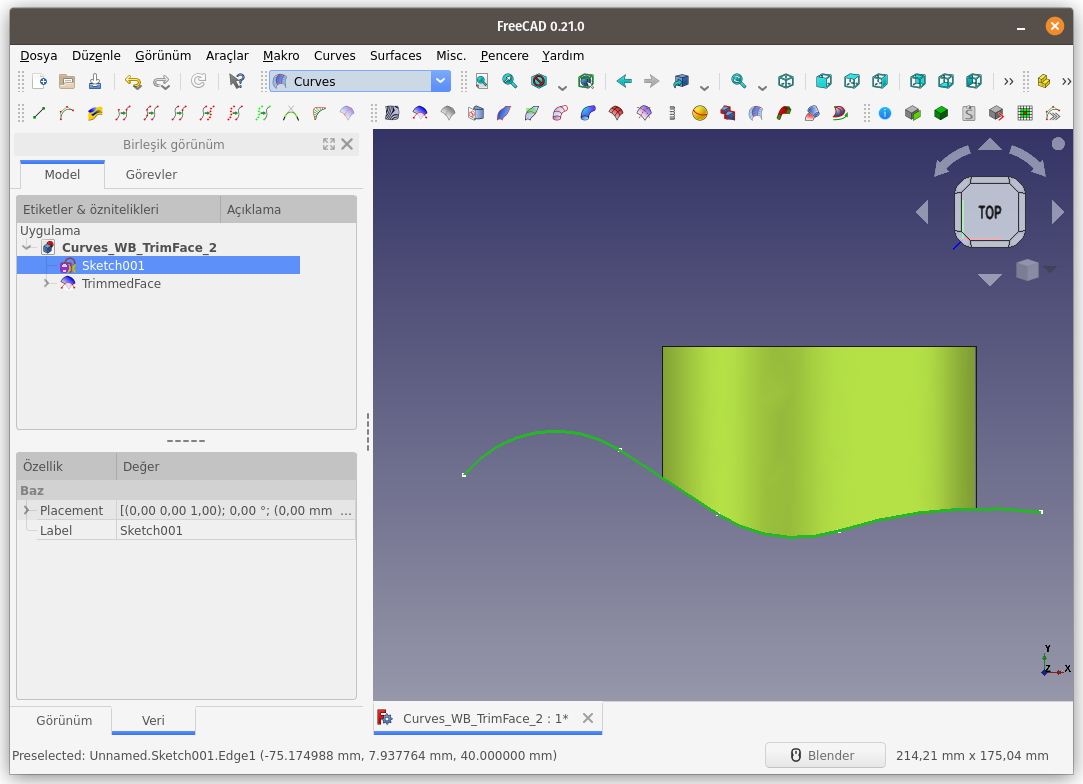 FreeCAD 0.21.0
Dosya Düzenle Görünüm Araçlar Makro Curves Surfaces Misc. Pencere Yardım
Curves
Birleşik görünüm
Model Görevler
Etiketler & öznitelikleri Açıklama
Uygulama
Curves_WB_TrimFace_2
Sketch001
TrimmedFace
TOP
Özellik Değer
Baz
Placement [(0,00 0,00 1,00); 0,00 °; (0,00 mm ...
Label Sketch001
Y
Z X
Görünüm Veri
Curves_WB_TrimFace_2 : 1*
Preselected: Unnamed.Sketch001.Edge1 (-75.174988 mm, 7.937764 mm, 40.000000 mm)
Blender 214,21 mm x 175,04 mm